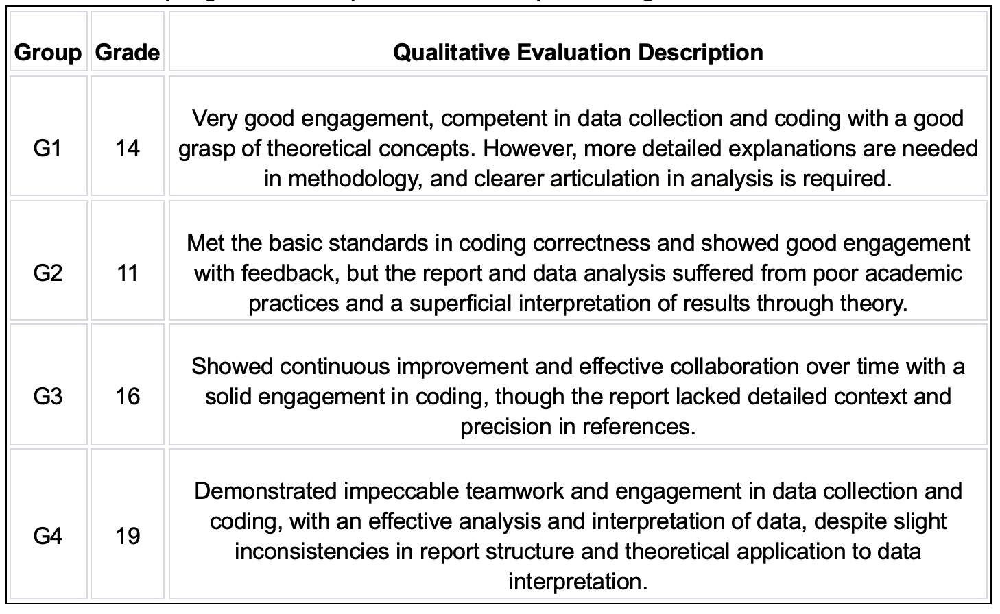 Group Grade Qualitative Evaluation Description
Very good engagement, competent in data collection and coding with a good
G1 14 grasp of theoretical concepts. However, more detailed explanations are needed
in methodology, and clearer articulation in analysis is required.
Met the basic standards in coding correctness and showed good engagement
G2 11 with feedback, but the report and data analysis suffered from poor academic
practices and a superficial interpretation of results through theory.
Showed continuous improvement and effective collaboration over time with a
G3 16 solid engagement in coding, though the report lacked detailed context and
precision in references.
Demonstrated impeccable teamwork and engagement in data collection and
coding, with an effective analysis and interpretation of data, despite slight
G4 19 inconsistencies in report structure and theoretical application to data
interpretation.